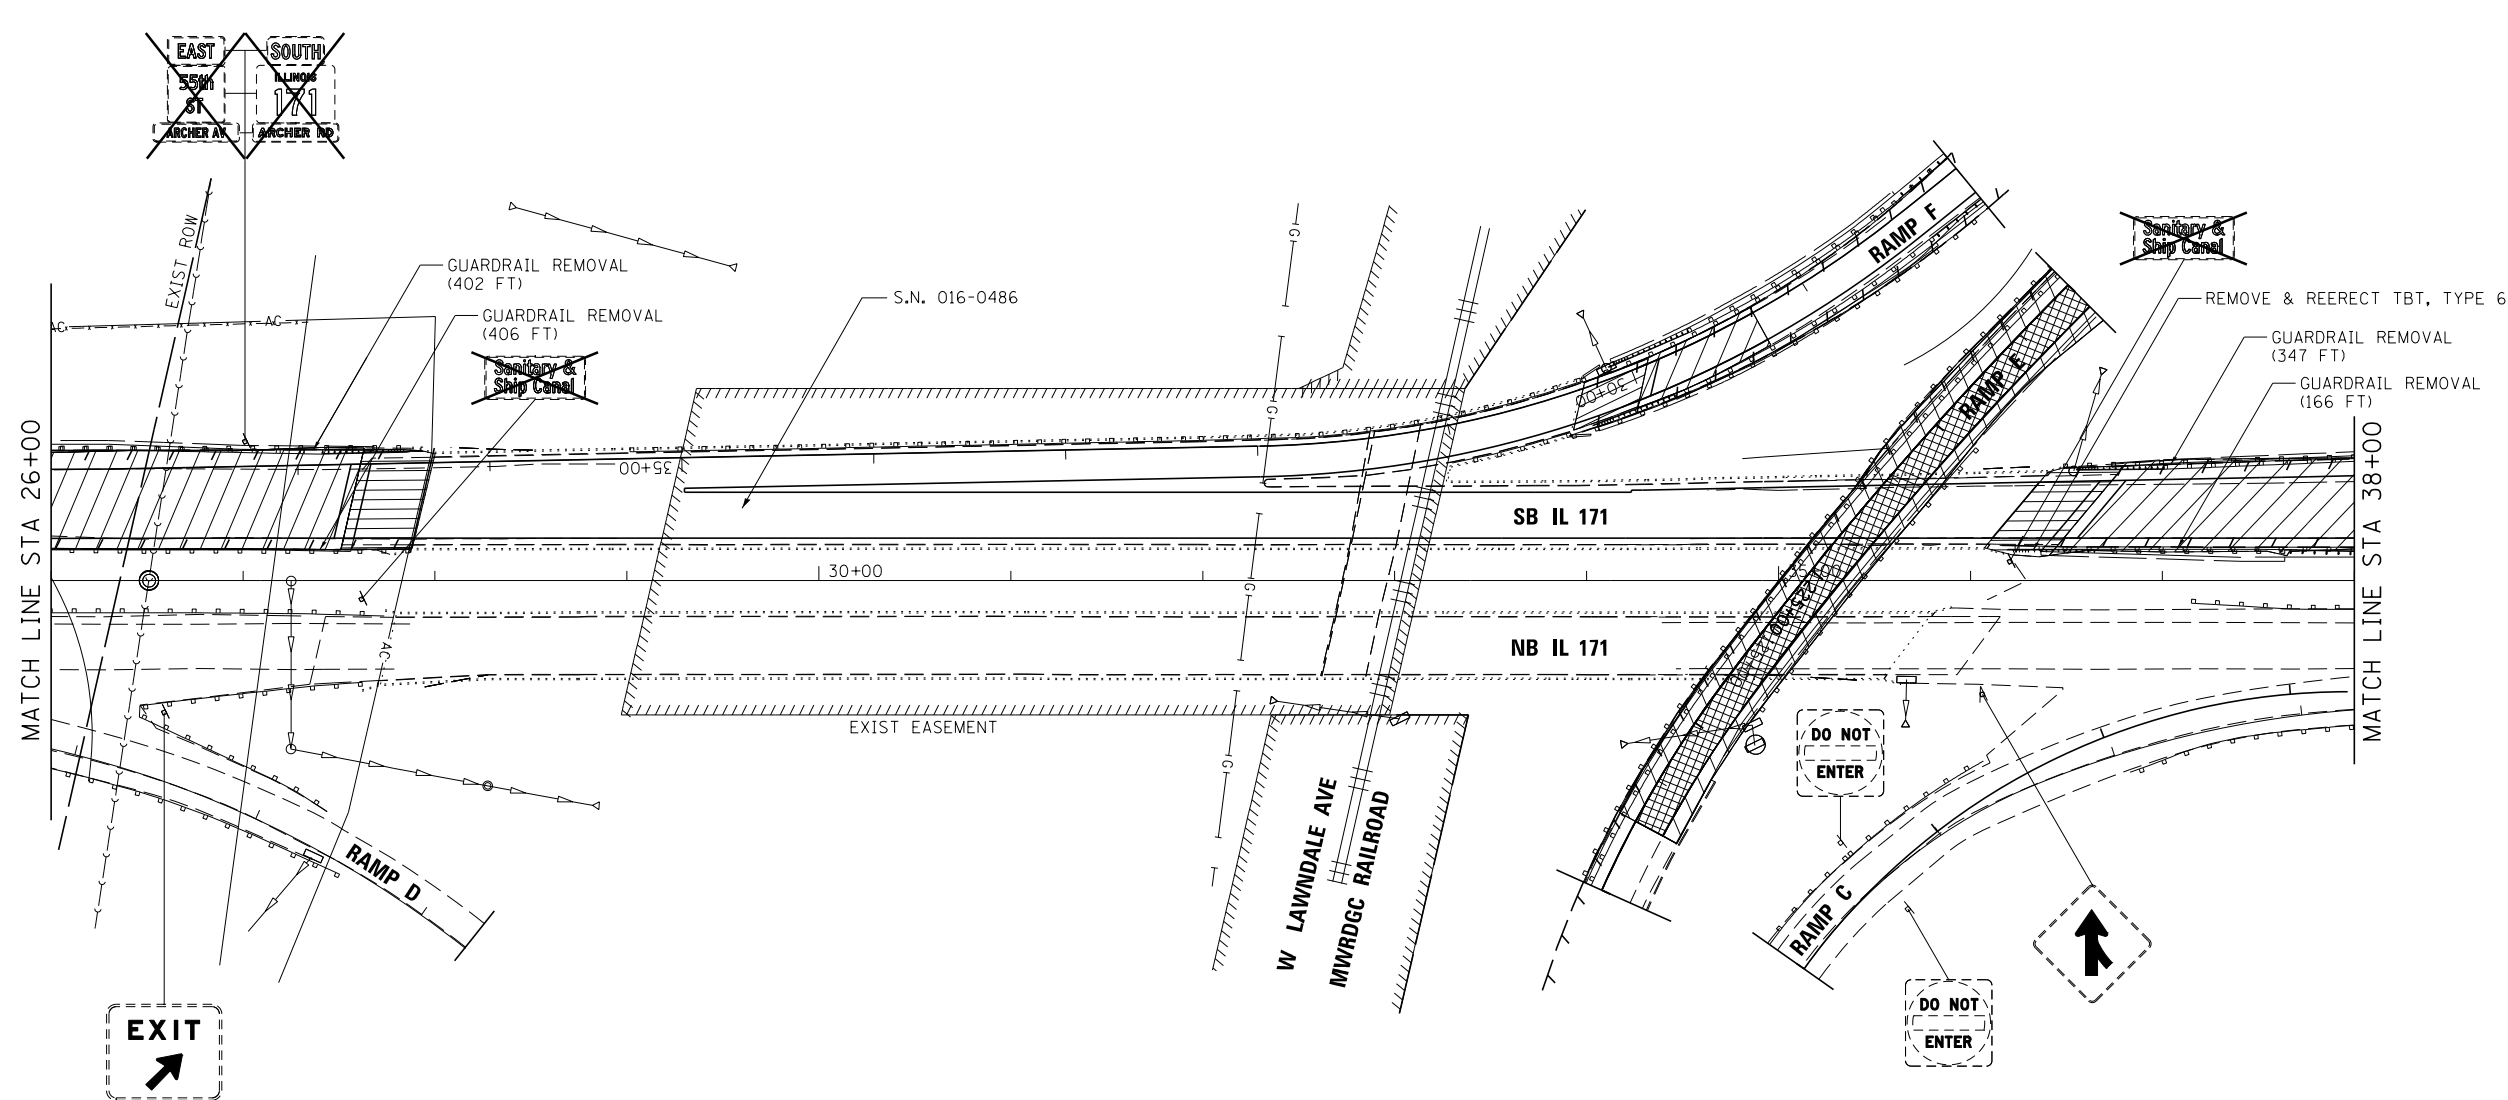 EAST
55th
ST
ARCHER AV
SOUTH
ILLINOIS
171
ARCHER RD
EXIST ROW
GUARDRAIL REMOVAL
(402 FT)
GUARDRAIL REMOVAL
(406 FT)
Sanitary &
Ship Canal
S.N. 016-0486
RAMP F
RAMP E
Sanitary &
Ship Canal
REMOVE & REERECT TBT, TYPE 6
GUARDRAIL REMOVAL
(347 FT)
GUARDRAIL REMOVAL
(166 FT)
MATCH LINE STA 26+00
MATCH LINE STA 38+00
AC
AC
AC
G
G
G
G
G
35+00
30+00
SB IL 171
30+00
NB IL 171
EXIST EASEMENT
W LAWNDALE AVE
MWRDGC RAILROAD
DO NOT
ENTER
RAMP D
RAMP C
DO NOT
ENTER
EXIT